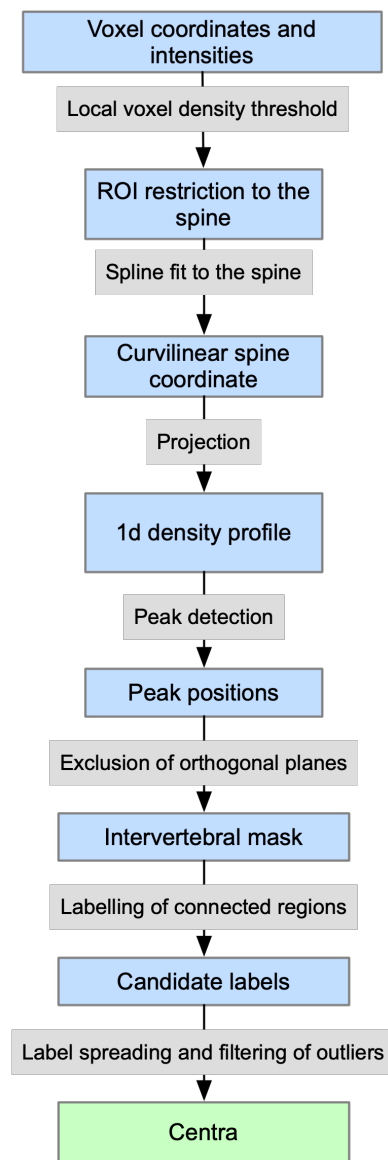 Voxel coordinates and
intensities
Local voxel density threshold
ROI restriction to the
spine
Spline fit to the spine
Curvilinear spine
coordinate
Projection
1d density profile
Peak detection
Peak positions
Exclusion of orthogonal planes
Intervertebral mask
Labelling of connected regions
Candidate labels
Label spreading and filtering of outliers
Centra